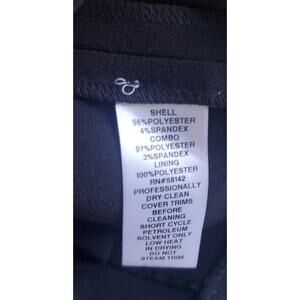 SHELL
96%POLYESTER
4%SPANDEX
COMBO
97%POLYESTER
3%SPANDEX
LINING
100%POLYESTER
RN#58142
PROFESSIONALLY
DRY CLEAN
COVER TRIMS
BEFORE
CLEANING
SHORT CYCLE
PETROLEUM
SOLVENT ONLY
LOW HEAT
IN DRYING
DO NOT
STEAM TRIM